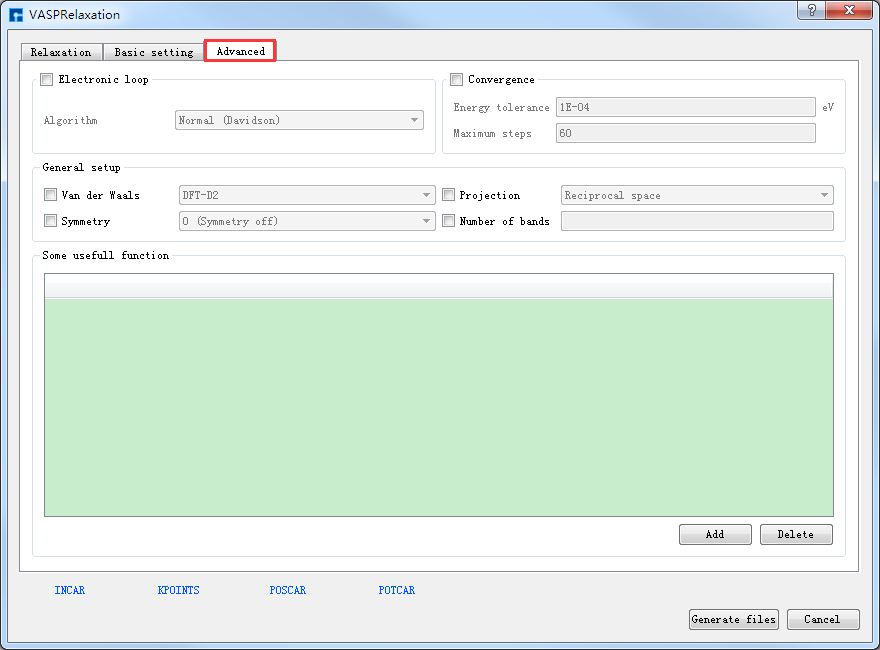 VASPRelaxation
Relaxation Basic setting Advanced
Electronic loop
Algorithm Normal (Davidson)
Convergence
Energy tolerance 1E-04 eV
Maximum steps 60
General setup
Van der Waals DFT-D2 Projection Reciprocal space
Symmetry 0 (Symmetry off) Number of bands
Some usefull function
Add Delete
INCAR KPOINTS POSCAR POTCAR
Generate files Cancel